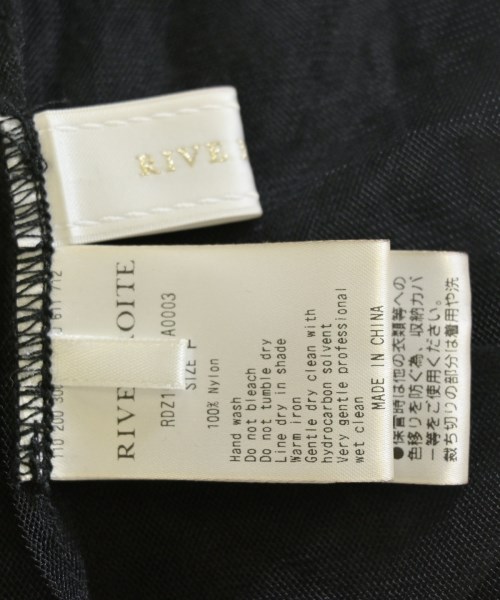 RIVE
RIVE OITE
RDZ1 A0003
SIZE F
100% Nylon
Hand wash
Do not bleach
Do not tumble dry
Line dry in shade
Warm iron
Gentle dry clean with
hydrocarbon solvent
Very gentle professional
wet clean
MADE IN CHINA
●保管時は他の衣類等への
色移りを防ぐ為、収納カバ
ー等をご使用ください。
裁ち切りの部分は着用や洗